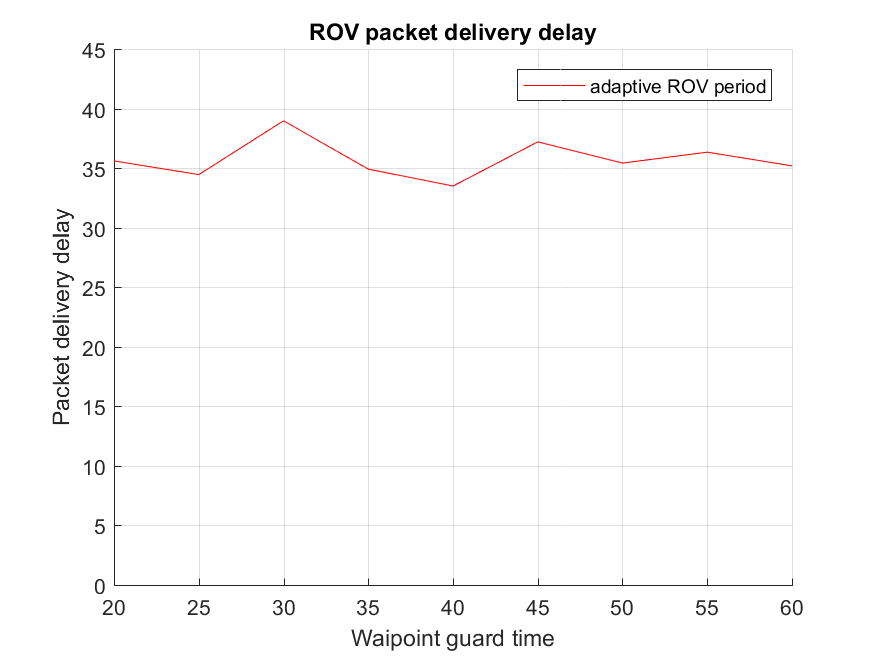 ROV packet delivery delay
adaptive ROV period
Packet delivery delay
45
40
35
30
25
20
15
10
5
0
20 25 30 35 40 45 50 55 60
Waipoint guard time